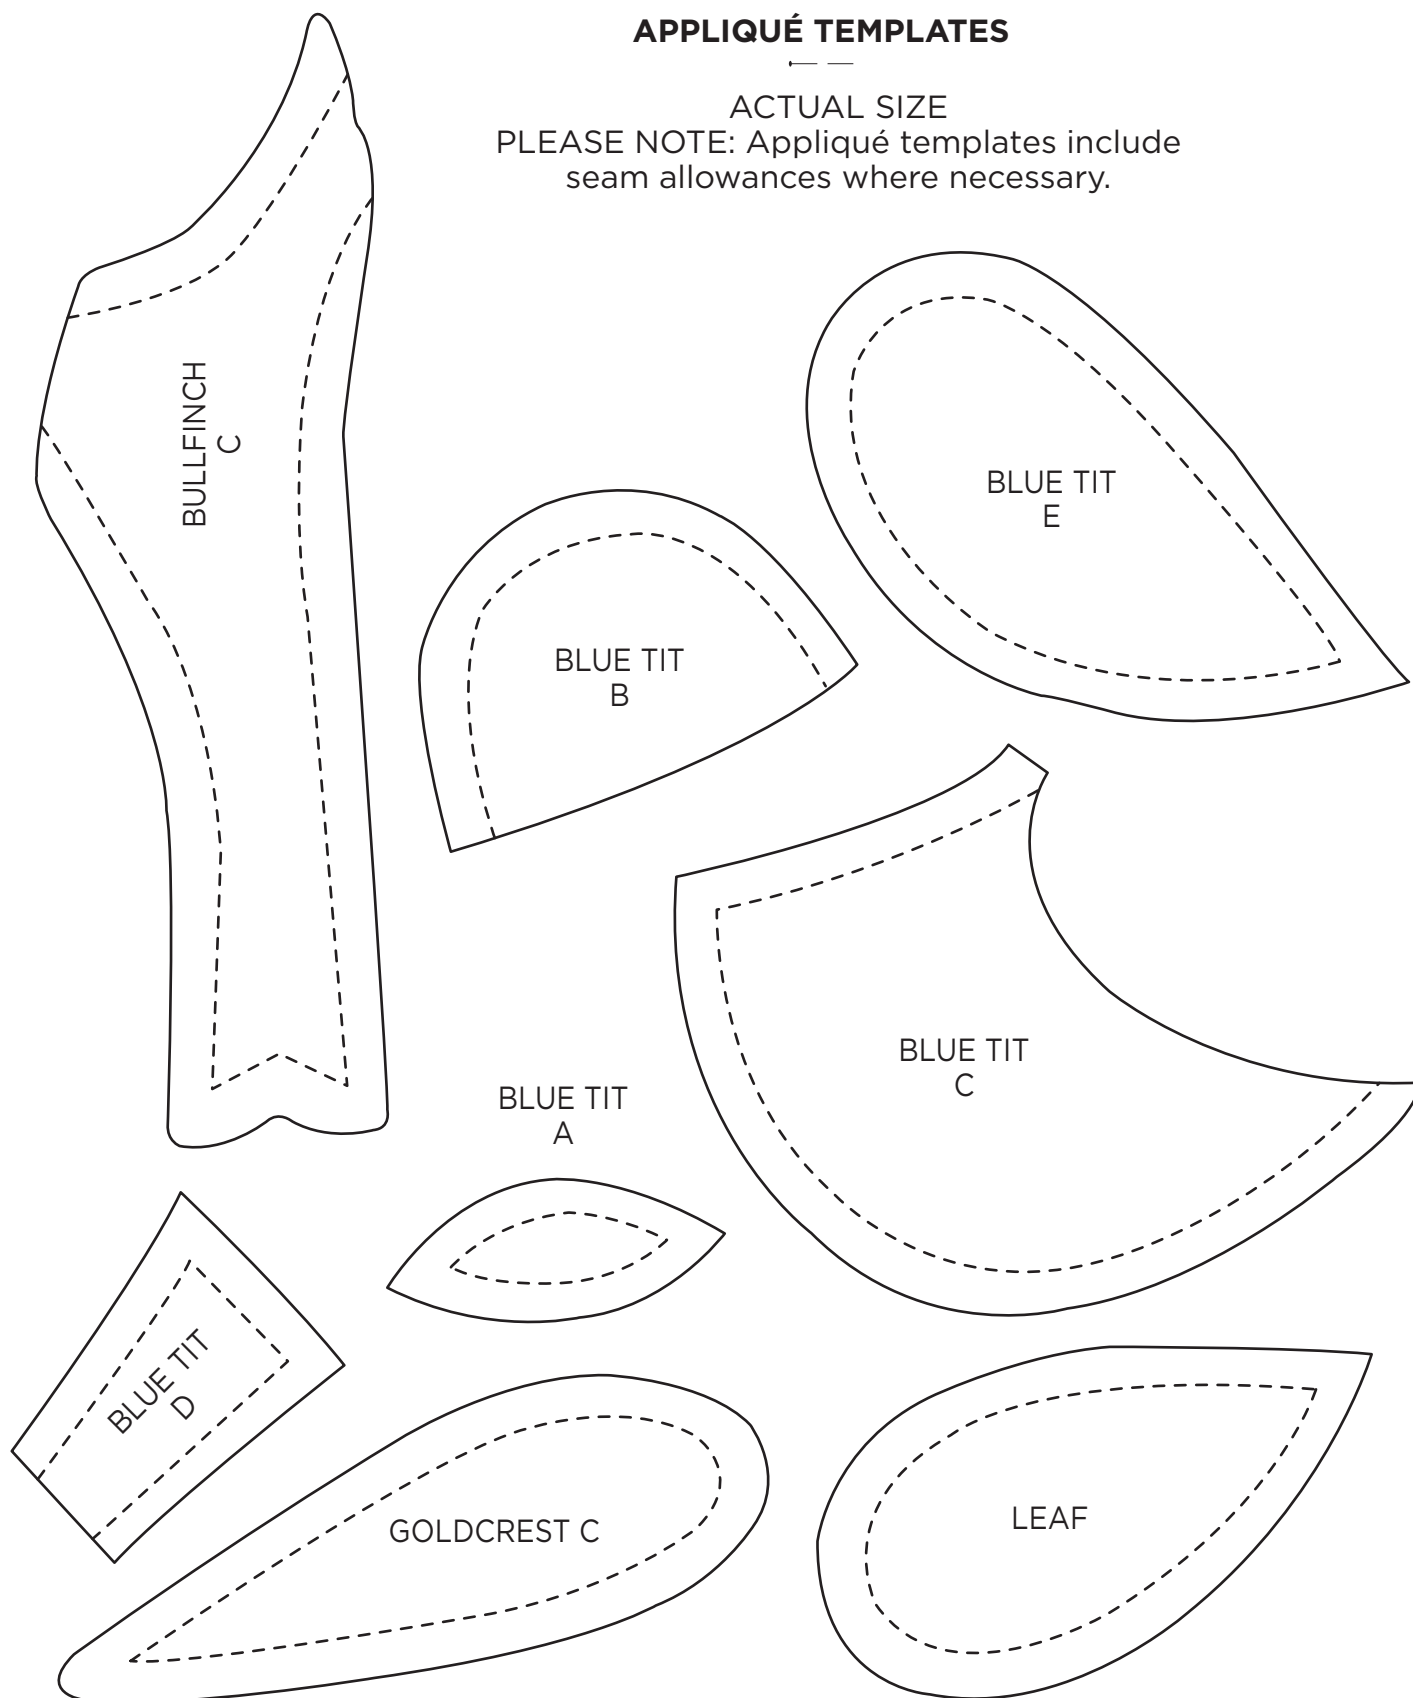 APPLIQUÉ TEMPLATES
ACTUAL SIZE
PLEASE NOTE: Appliqué templates include
seam allowances where necessary.
BULLFINCH
C
BLUE TIT
E
BLUE TIT
B
BLUE TIT
C
BLUE TIT
A
BLUE TIT
D
GOLDCREST C
LEAF